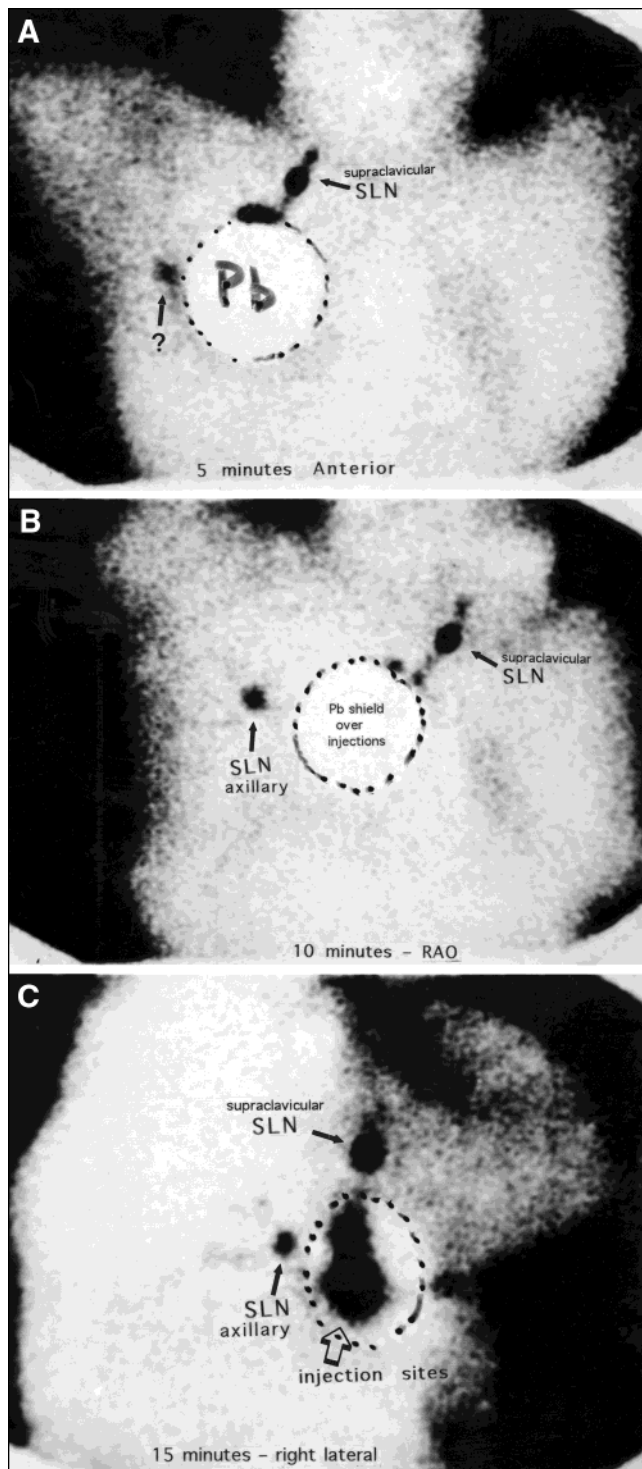 A
supraclavicular
SLN
Pb
?
5 minutes Anterior
B
supraclavicular
SLN
Pb shield
over
injections
SLN
axillary
10 minutes - RAO
C
supraclavicular
SLN
SLN
axillary
injection sites
15 minutes - right lateral